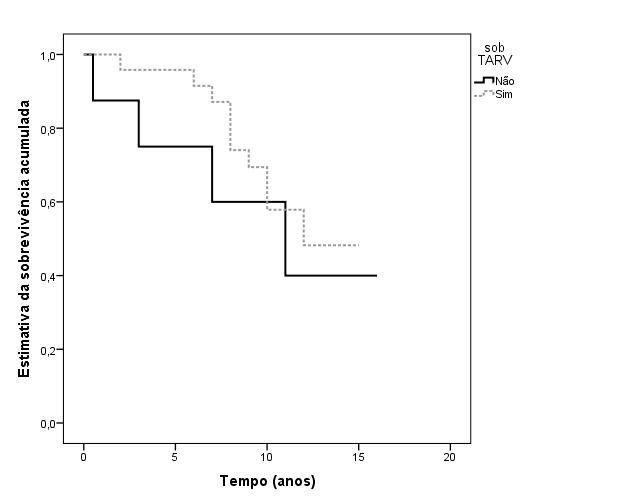 sob
TARV
Não
Sim
Estimativa da sobrevivência acumulada
1,0
0,8
0,6
0,4
0,2
0,0
0 5 10 15 20
Tempo (anos)